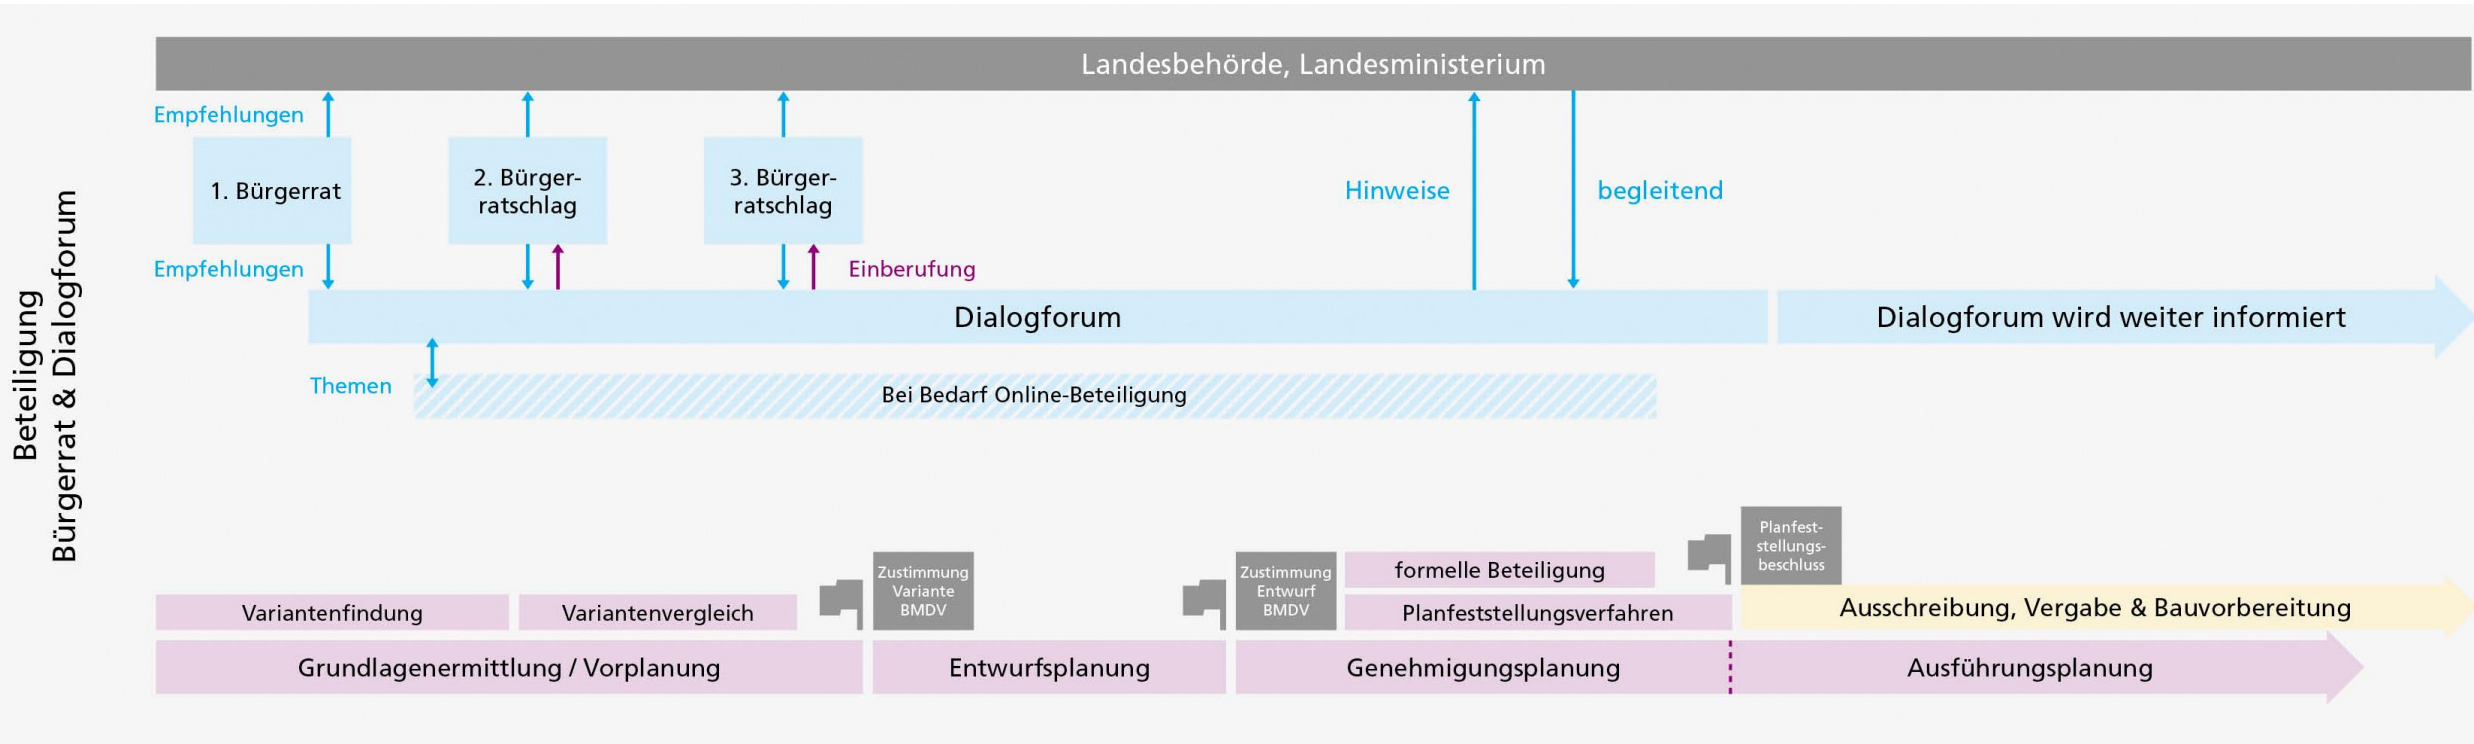 Beteiligung
Bürgerrat & Dialogforum
Landesbehörde, Landesministerium
Empfehlungen
1. Bürgerrat
2. Bürger-
ratschlag
3. Bürger-
ratschlag
Hinweise
begleitend
Empfehlungen
Einberufung
Dialogforum
Dialogforum wird weiter informiert
Themen
Bei Bedarf Online-Beteiligung
Variantenfindung
Variantenvergleich
Zustimmung
Variante
BMDV
Zustimmung
Entwurf
BMDV
formelle Beteiligung
Planfeststellungsverfahren
Planfest-
stellungs-
beschluss
Ausschreibung, Vergabe & Bauvorbereitung
Grundlagenermittlung / Vorplanung
Entwurfsplanung
Genehmigungsplanung
Ausführungsplanung